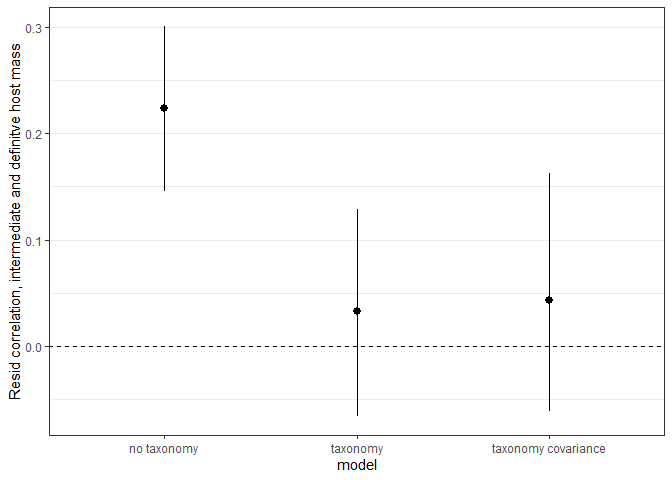 Resid correlation, intermediate and definitve host mass
0.3
0.2
0.1
0.0
no taxonomy
taxonomy
taxonomy covariance
model